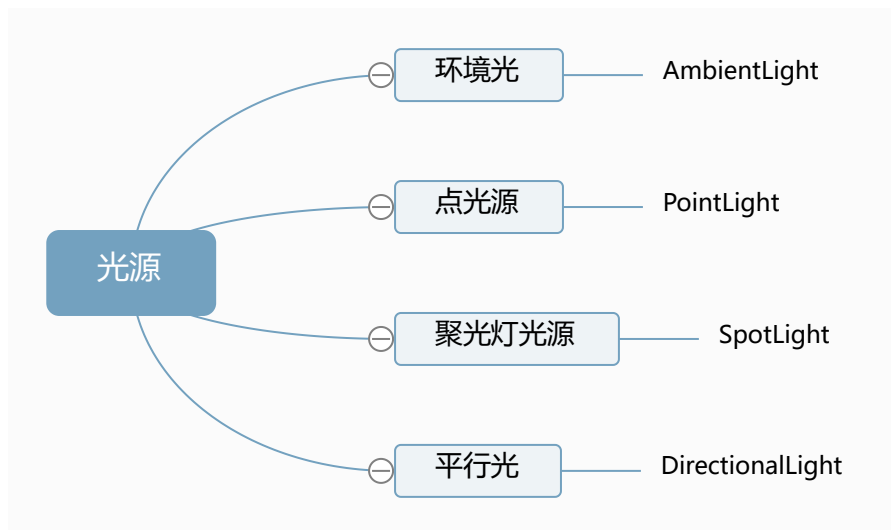 环境光
AmbientLight
点光源
PointLight
光源
聚光灯光源
SpotLight
平行光
DirectionalLight